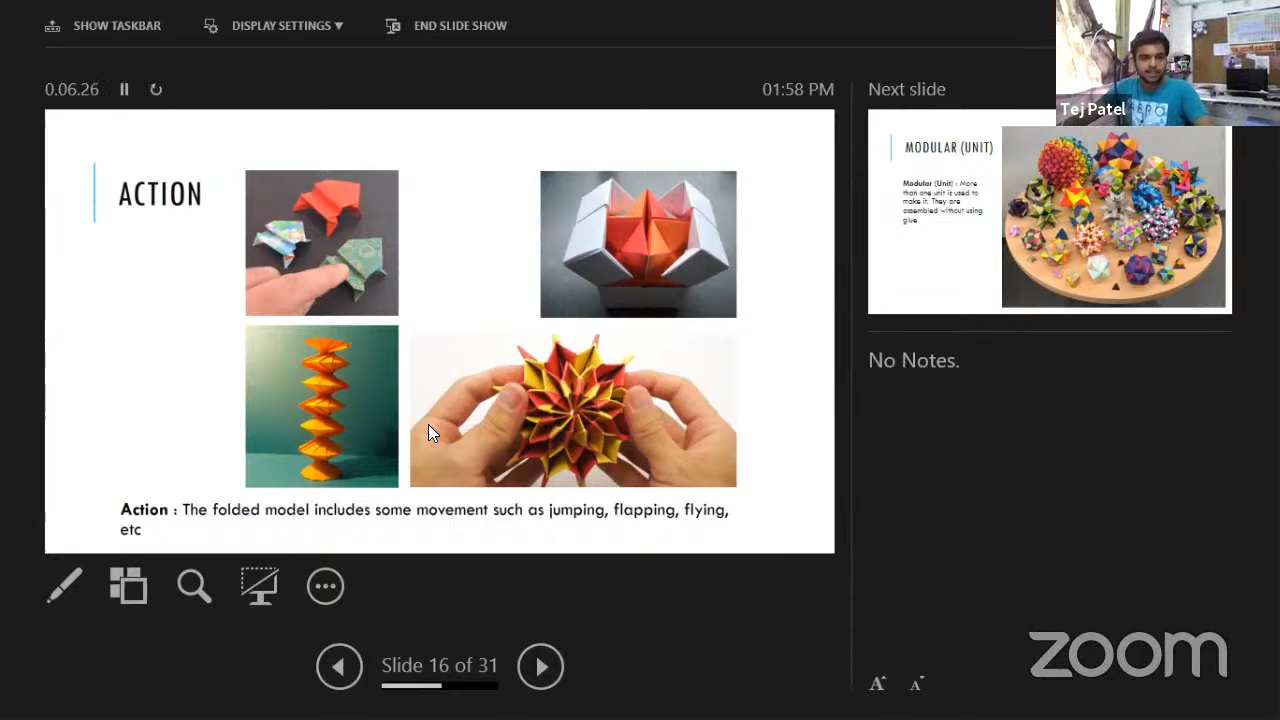 SHOW TASKBAR
DISPLAY SETTINGS ▼
END SLIDE SHOW
0.06.26
01:58 PM
Next slide
Tej Patel
ACTION
MODULAR (UNIT)
Modular (Unit) : More
than one unit is used to
make it. They are
assembled without using
glue
No Notes.
Action : The folded model includes some movement such as jumping, flapping, flying,
etc
Slide 16 of 31
A A
zoom